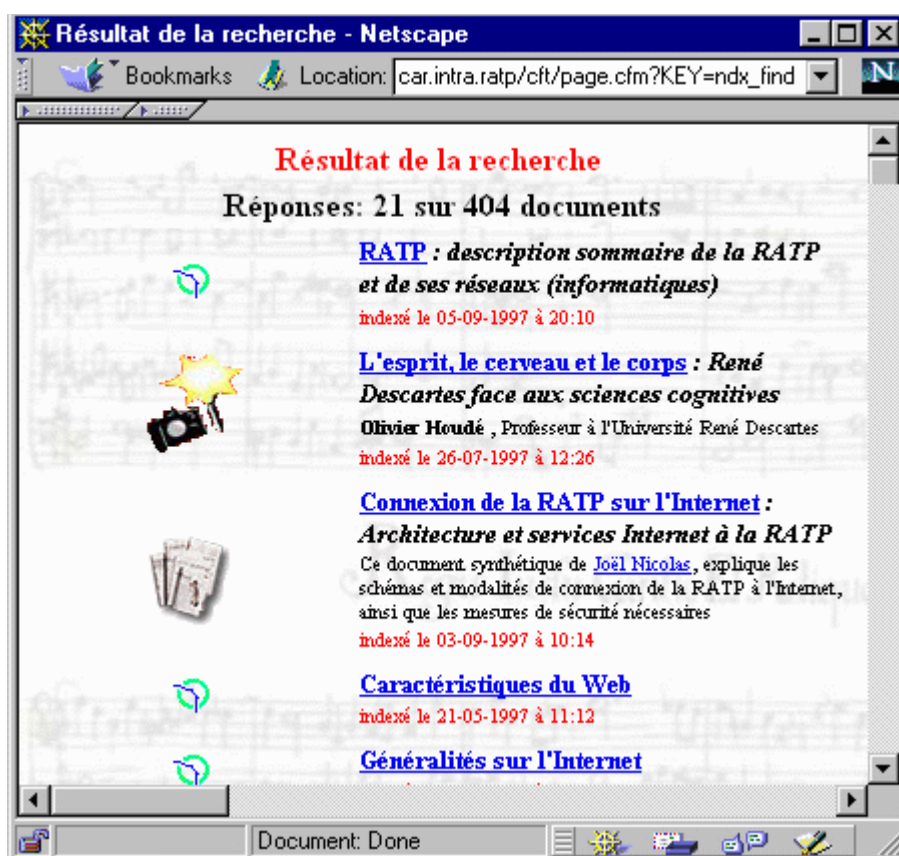 Résultat de la recherche - Netscape
Bookmarks Location: car.intra.ratp/cft/page.cfm?KEY=ndx_find
N
Résultat de la recherche
Réponses: 21 sur 404 documents
RATP : description sommaire de la RATP
et de ses réseaux (informatiques)
indexé le 05-09-1997 à 20:10
L'esprit, le cerveau et le corps : René
Descartes face aux sciences cognitives
Olivier Houdé , Professeur à l'Université René Descartes
indexé le 26-07-1997 à 12:26
Connexion de la RATP sur l'Internet :
Architecture et services Internet à la RATP
Ce document synthétique de Joël Nicolas, explique les
schémas et modalités de connexion de la RATP à l'Internet,
ainsi que les mesures de sécurité nécessaires
indexé le 03-09-1997 à 10:14
Caractéristiques du Web
indexé le 21-05-1997 à 11:12
Généralités sur l'Internet
Document: Done